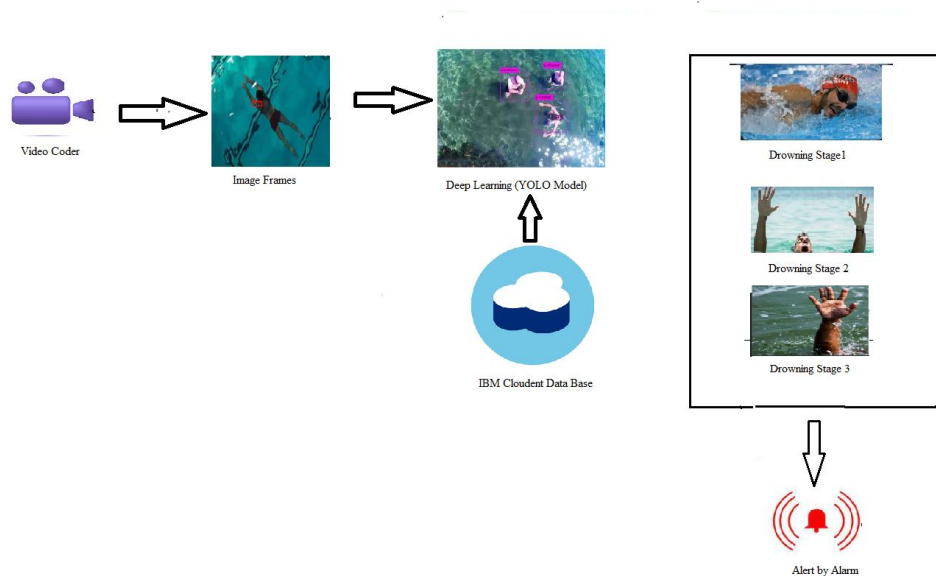 Video Coder
Image Frames
Deep Learning (YOLO Model)
IBM Cloudent Data Base
Drowning Stage1
Drowning Stage 2
Drowning Stage 3
Alert by Alarm